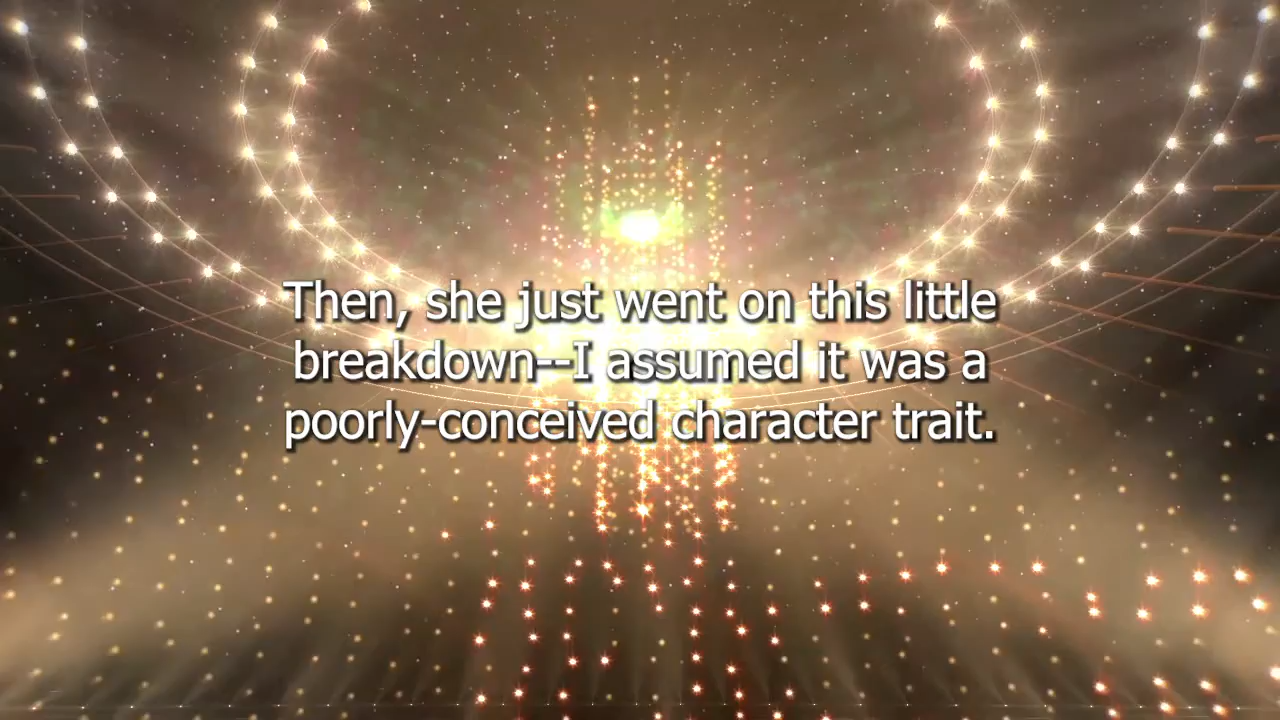 Then, she just went on this little
breakdown--I assumed it was a
poorly-conceived character trait.